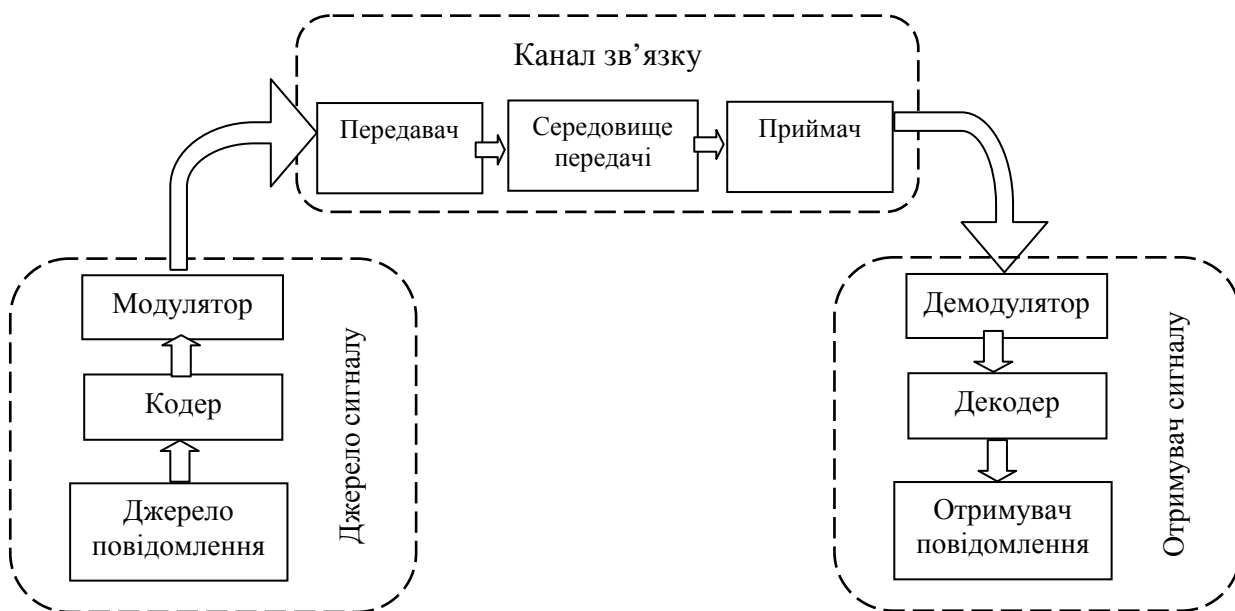 Канал зв’язку
Передавач
Середовище
передачі
Приймач
Модулятор
Кодер
Джерело
повідомлення
Джерело сигналу
Демодулятор
Декодер
Отримувач
повідомлення
Отримувач сигналу